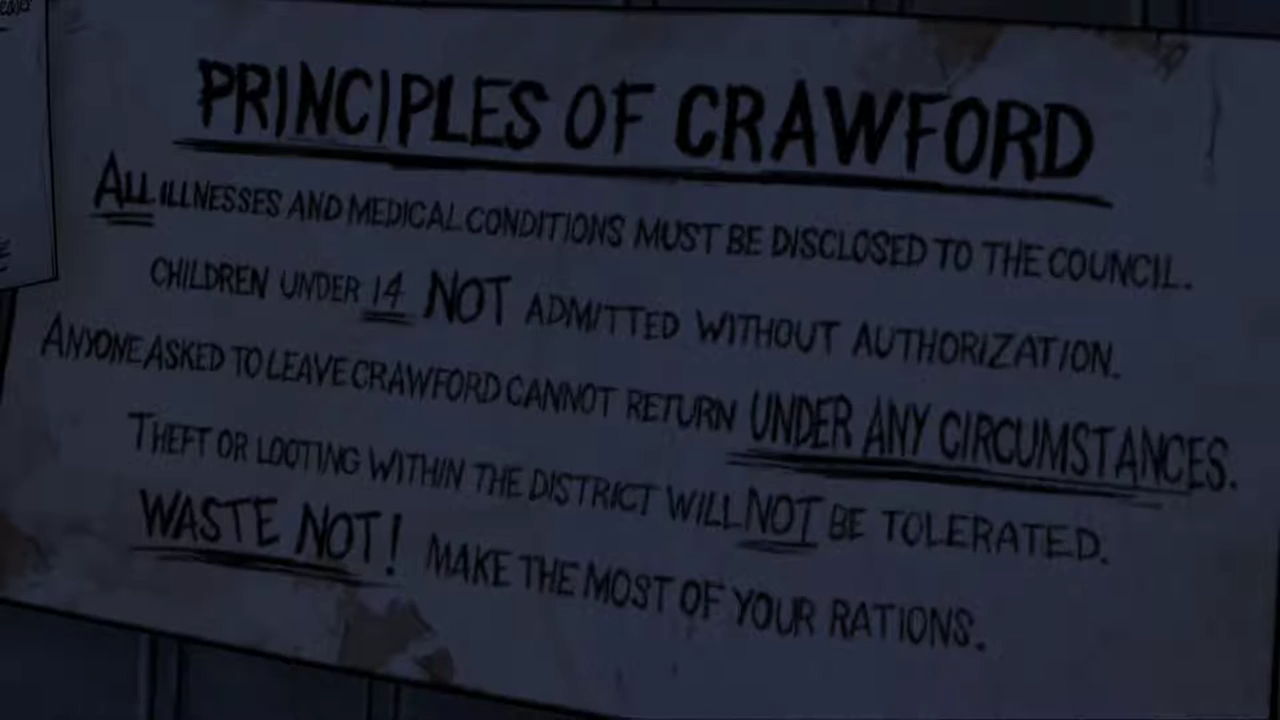 PRINCIPLES OF CRAWFORD
ALL ILLNESSES AND MEDICAL CONDITIONS MUST BE DISCLOSED TO THE COUNCIL.
CHILDREN UNDER 14 NOT ADMITTED WITHOUT AUTHORIZATION.
ANYONE ASKED TO LEAVE CRAWFORD CANNOT RETURN UNDER ANY CIRCUMSTANCES.
THEFT OR LOOTING WITHIN THE DISTRICT WILL NOT BE TOLERATED.
WASTE NOT! MAKE THE MOST OF YOUR RATIONS.